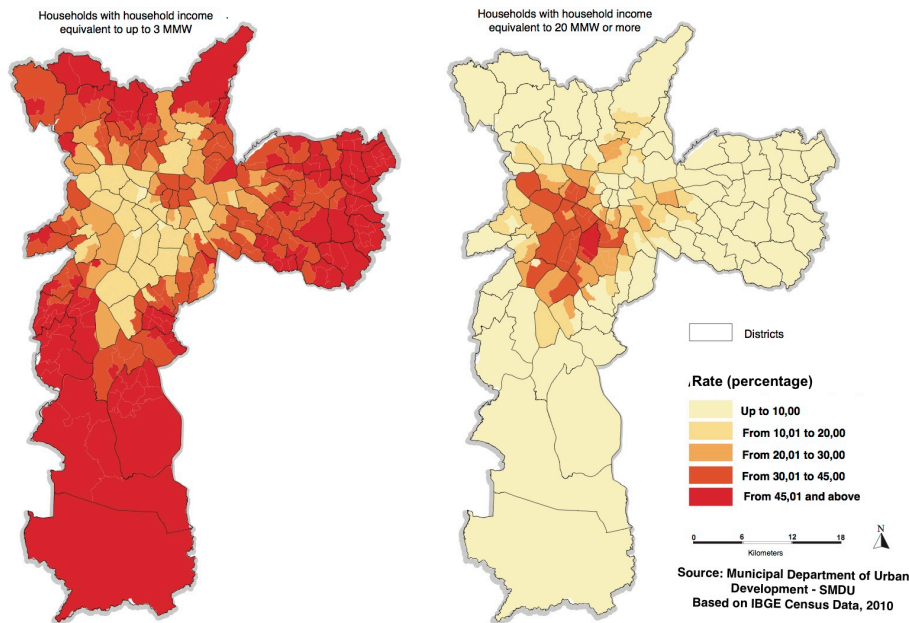 Households with household income
equivalent to up to 3 MMW
Households with household income
equivalent to 20 MMW or more
Districts
Rate (percentage)
Up to 10,00
From 10,01 to 20,00
From 20,01 to 30,00
From 30,01 to 45,00
From 45,01 and above
0 6 12 18
Kilometers
N
Source: Municipal Department of Urban
Development - SMDU
Based on IBGE Census Data, 2010